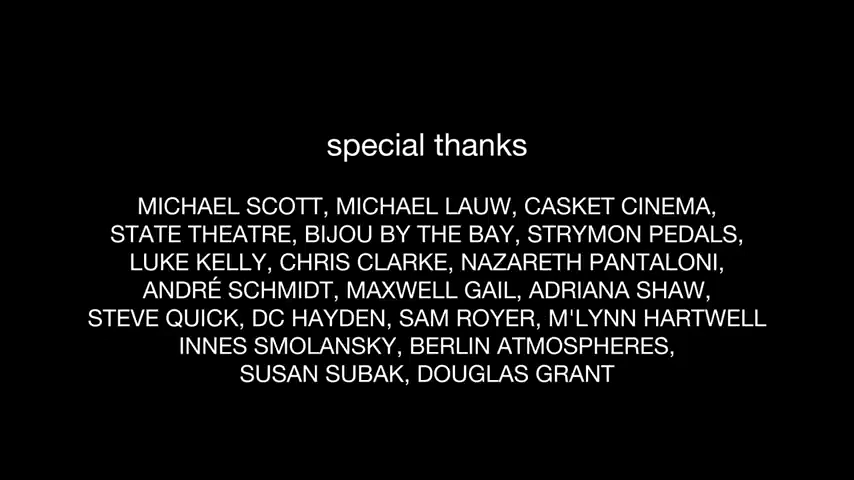 special thanks
MICHAEL SCOTT, MICHAEL LAUW, CASKET CINEMA,
STATE THEATRE, BIJOU BY THE BAY, STRYMON PEDALS,
LUKE KELLY, CHRIS CLARKE, NAZARETH PANTALONI,
ANDRÉ SCHMIDT, MAXWELL GAIL, ADRIANA SHAW,
STEVE QUICK, DC HAYDEN, SAM ROYER, M'LYNN HARTWELL
INNES SMOLANSKY, BERLIN ATMOSPHERES,
SUSAN SUBAK, DOUGLAS GRANT